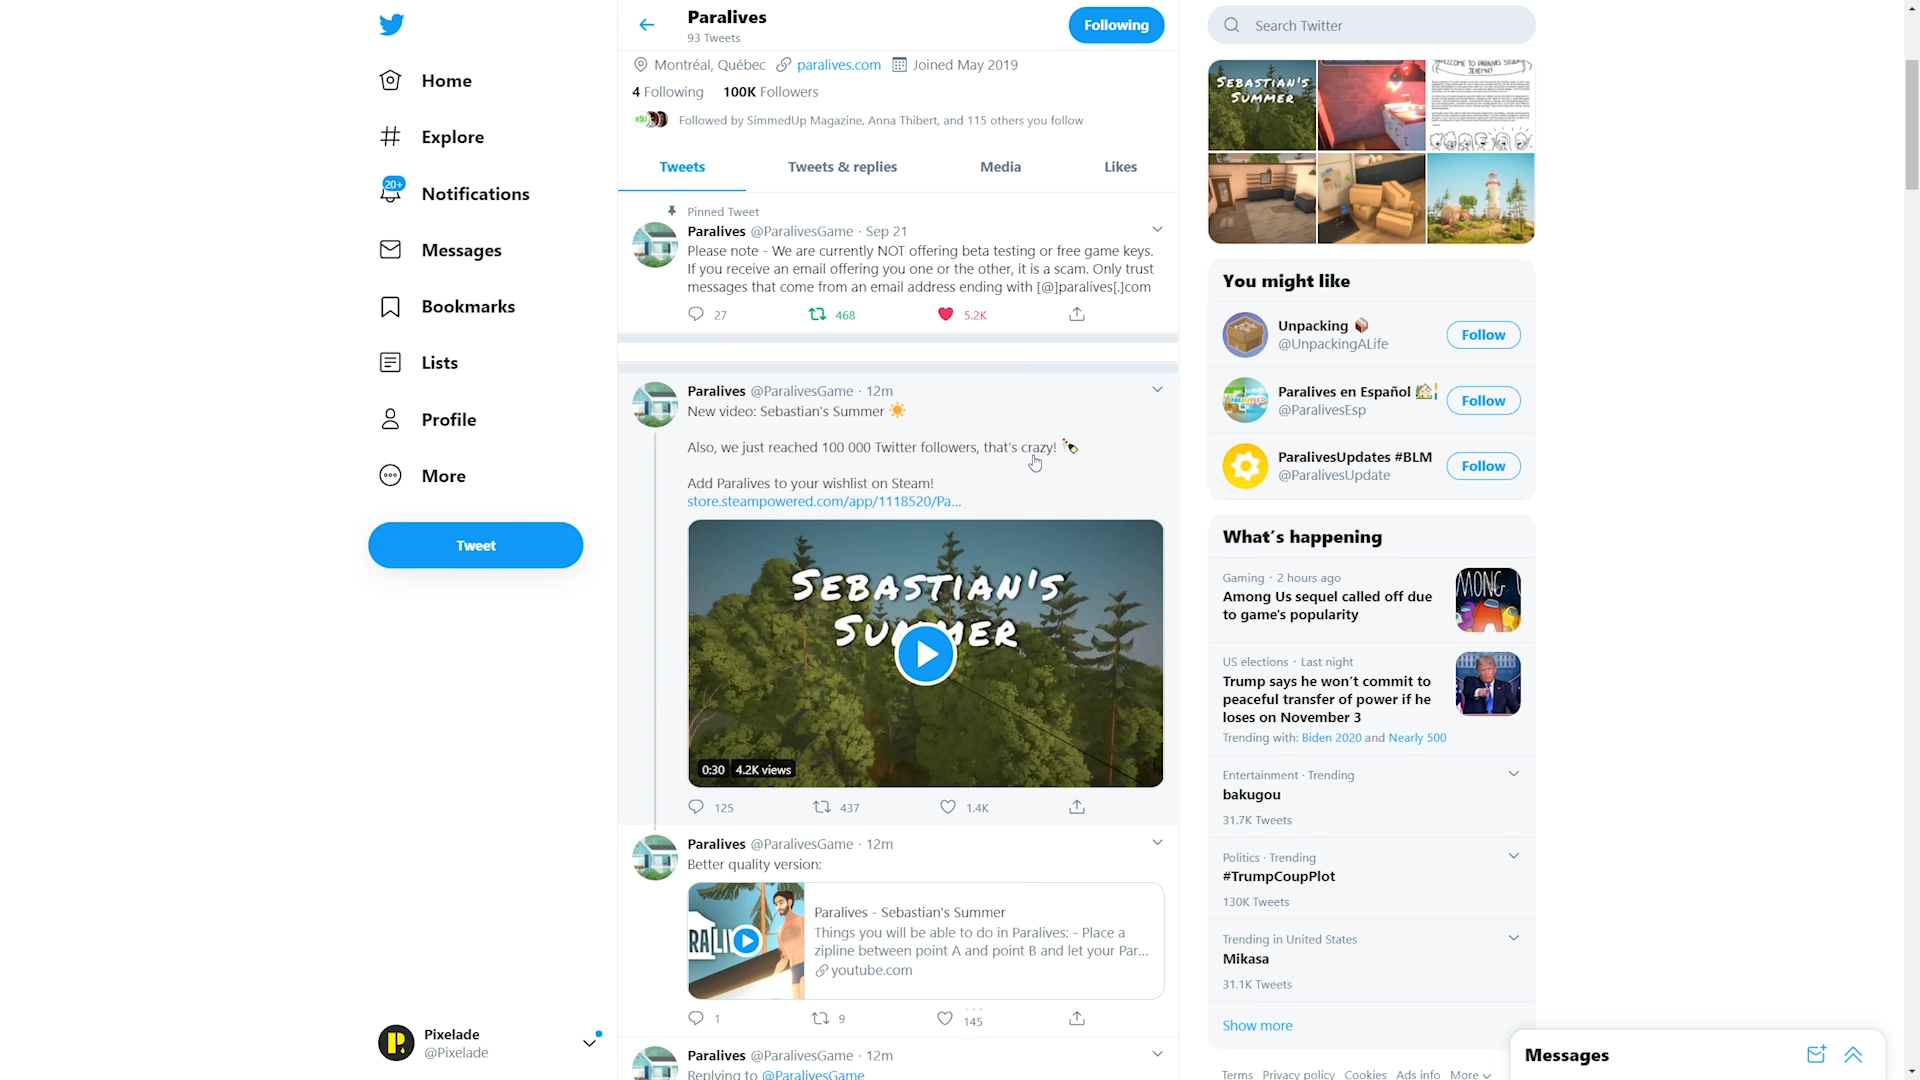 Home
Explore
20+
Notifications
Messages
Bookmarks
Lists
Profile
More
Tweet
Pixelade
@Pixelade
Paralives
93 Tweets
Following
Montréal, Québec paralives.com Joined May 2019
4 Following 100K Followers
Followed by SimmedUp Magazine, Anna Thibert, and 115 others you follow
Tweets Tweets & replies Media Likes
Pinned Tweet
Paralives @ParalivesGame · Sep 21
Please note - We are currently NOT offering beta testing or free game keys.
If you receive an email offering you one or the other, it is a scam. Only trust
messages that come from an email address ending with [@]paralives[.]com
27 468 5.2K
Paralives @ParalivesGame · 12m
New video: Sebastian's Summer
Also, we just reached 100 000 Twitter followers, that's crazy!
Add Paralives to your wishlist on Steam!
store.steampowered.com/app/1118520/Pa...
SEBASTIAN'S
SUMMER
0:30 4.2K views
125 437 1.4K
Paralives @ParalivesGame · 12m
Better quality version:
Paralives - Sebastian's Summer
Things you will be able to do in Paralives: - Place a
zipline between point A and point B and let your Par...
youtube.com
1 9 145
Paralives @ParalivesGame · 12m
Replying to @ParalivesGame
Search Twitter
SEBASTIAN'S
SUMMER
You might like
Unpacking
@UnpackingALife
Follow
Paralives en Español
@ParalivesEsp
Follow
ParalivesUpdates #BLM
@ParalivesUpdate
Follow
What's happening
Gaming · 2 hours ago
Among Us sequel called off due
to game's popularity
US elections · Last night
Trump says he won't commit to
peaceful transfer of power if he
loses on November 3
Trending with: Biden 2020 and Nearly 500
Entertainment · Trending
bakugou
31.7K Tweets
Politics · Trending
#TrumpCoupPlot
130K Tweets
Trending in United States
Mikasa
31.1K Tweets
Show more
Terms Privacy policy Cookies Ads info More
Messages